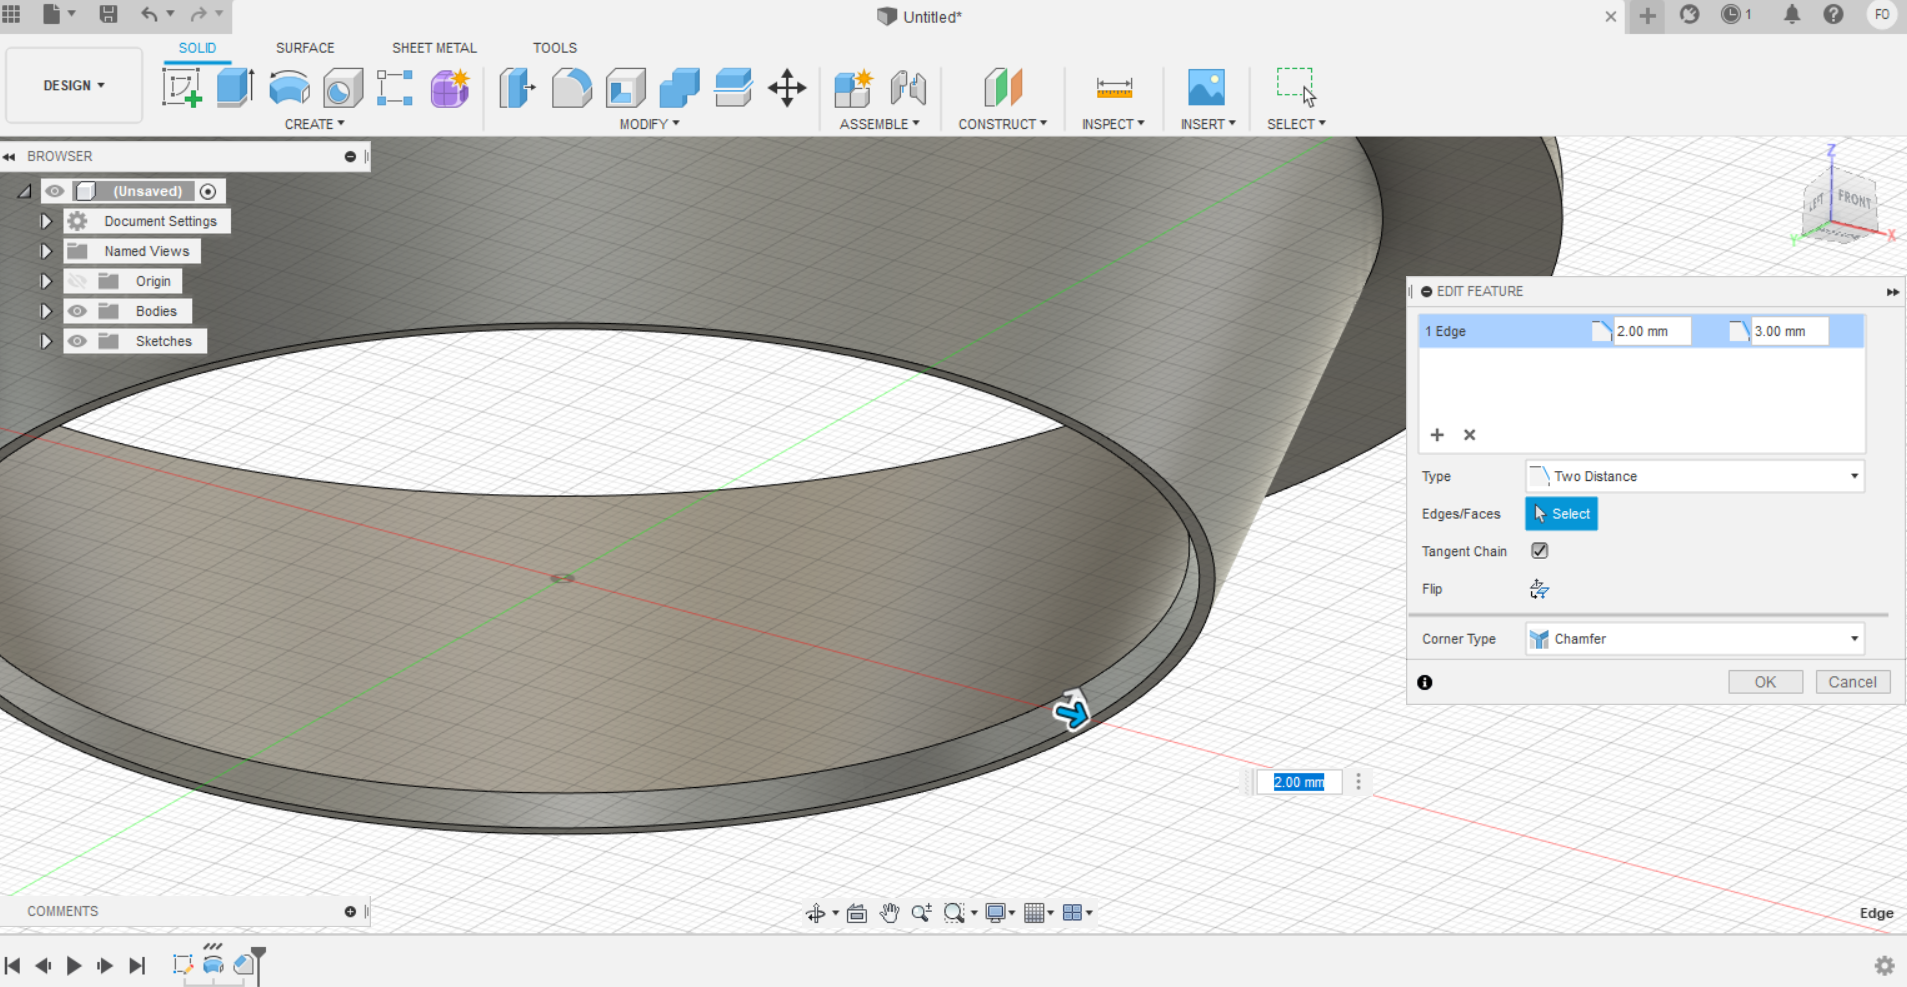 Untitled*
1
FO
DESIGN
SOLID
SURFACE
SHEET METAL
TOOLS
CREATE
MODIFY
ASSEMBLE
CONSTRUCT
INSPECT
INSERT
SELECT
BROWSER
(Unsaved)
Document Settings
Named Views
Origin
Bodies
Sketches
Z
LEFT
FRONT
Y
X
EDIT FEATURE
1 Edge
2.00 mm
3.00 mm
Type
Two Distance
Edges/Faces
Select
Tangent Chain
Flip
Corner Type
Chamfer
OK
Cancel
2.00 mm
COMMENTS
Edge